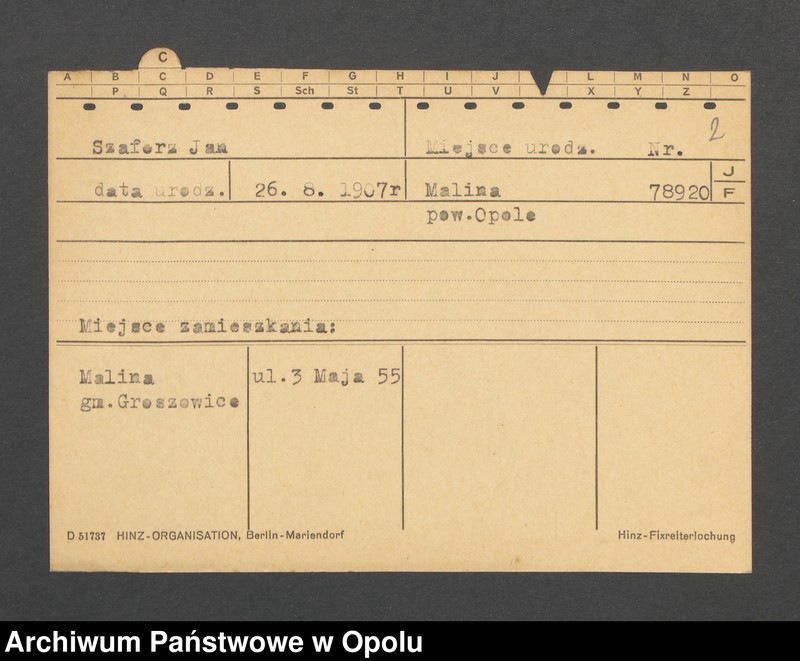 C
A B C D E F G H I J L M N O
P Q R S Sch St T U V X Y Z
2
Szaforz Jan Miejsce urodz. Nr.
data urodz. 26. 8. 1907r Malina 78920 J
F
pow.Opole
Miejsce zamieszkania:
Malina ul.3 Maja 55
gm.Groszowice
D 51737 HINZ-ORGANISATION, Berlin-Mariendorf Hinz-Fixreiterlochung
Archiwum Państwowe w Opolu